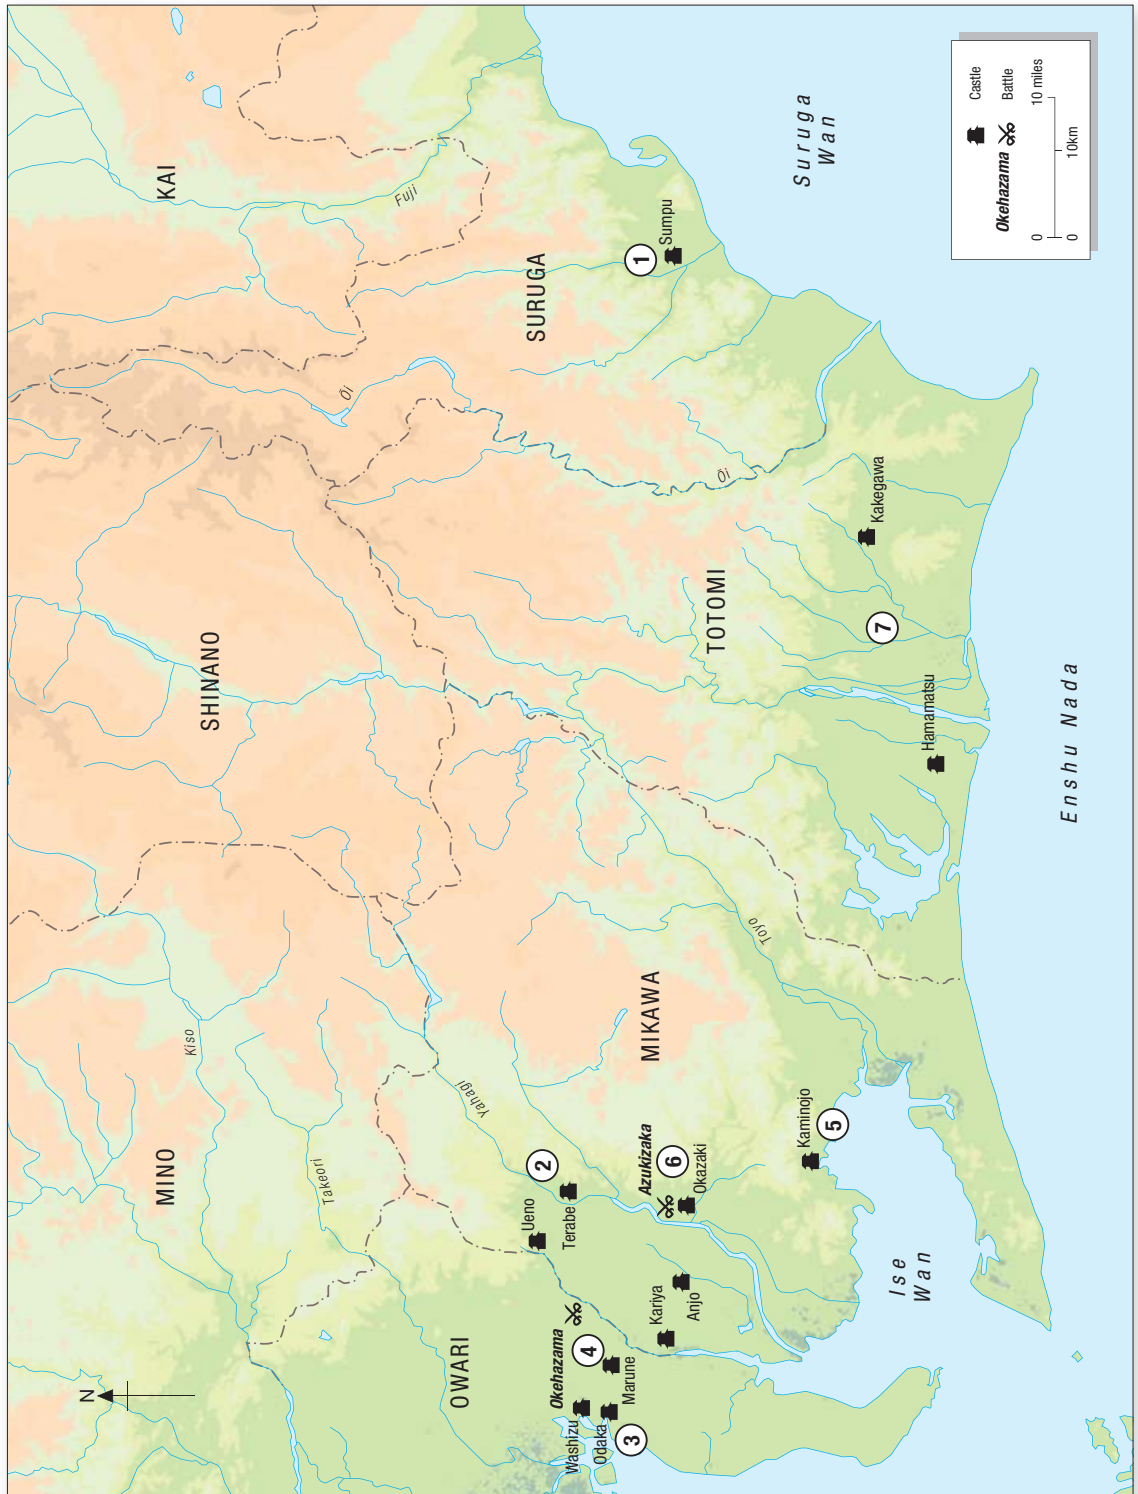 N
MINO
SHINANO
KAI
Kiso
Takeori
Ōi
Fuji
OWARI
Yahagi
SURUGA
Ueno
2
Terabe
Okehazama
4
Washizu
Odaka
3
Marune
Kariya
Anjo
Azukizaka
6
Okazaki
MIKAWA
TOTOMI
Ōi
1
Sumpu
Toyo
Kaminojo
5
7
Kakegawa
Hamamatsu
Ise
Wan
Enshu Nada
Suruga
Wan
Castle
Okehazama Battle
0 10 miles
0 10km